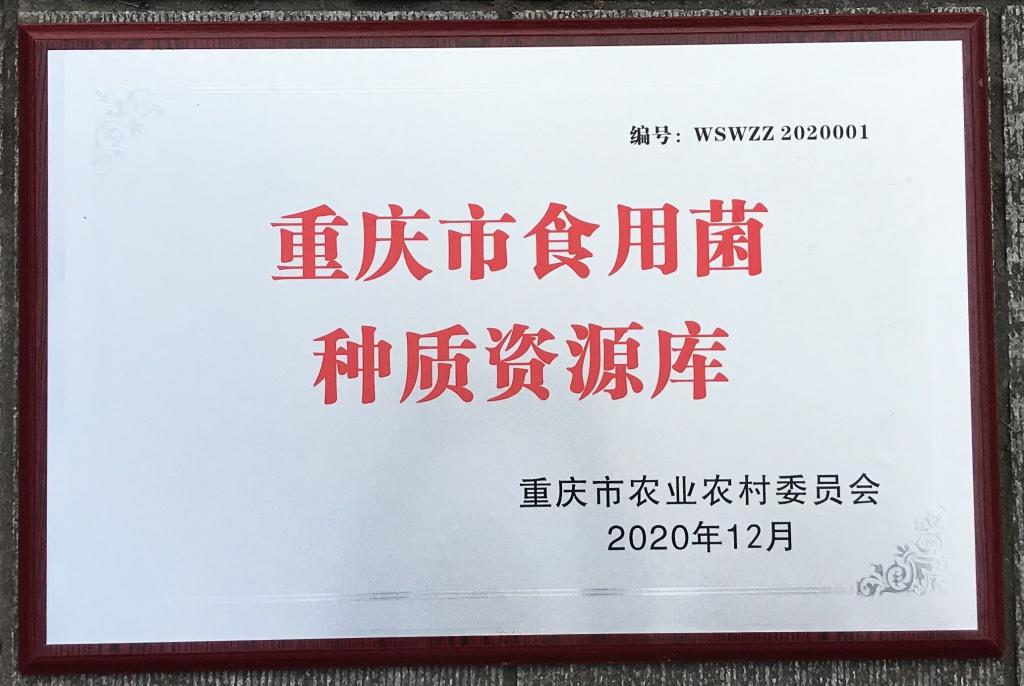 编号：WSWZZ 2020001
重庆市食用菌
种质资源库
重庆市农业农村委员会
2020年12月